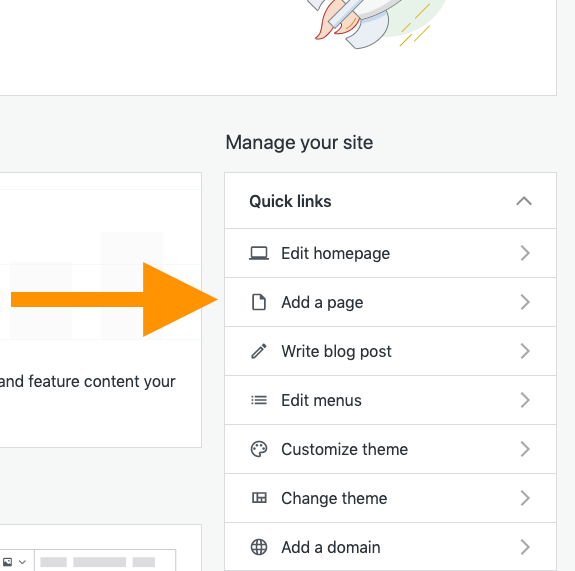 Manage your site
Quick links
Edit homepage
Add a page
Write blog post
Edit menus
Customize theme
Change theme
Add a domain
and feature content your